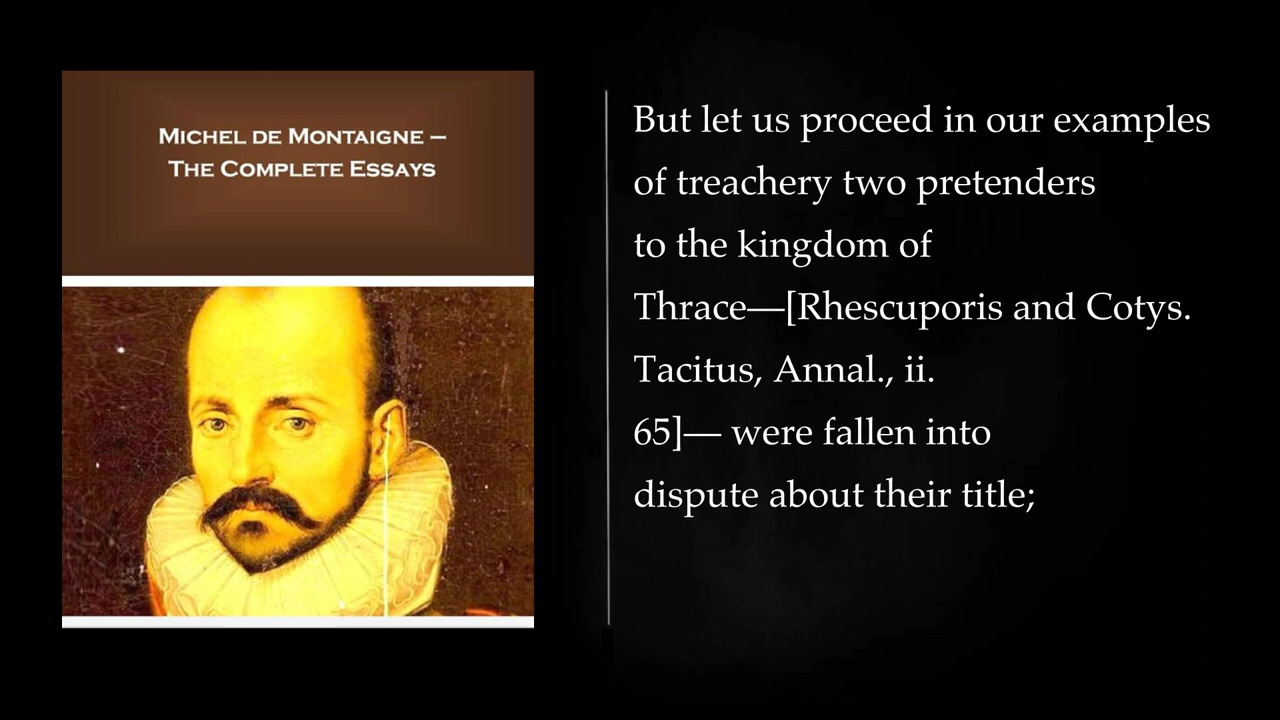 MICHEL DE MONTAIGNE –
THE COMPLETE ESSAYS
But let us proceed in our examples
of treachery two pretenders
to the kingdom of
Thrace—[Rhescuporis and Cotys.
Tacitus, Annal., ii.
65]— were fallen into
dispute about their title;